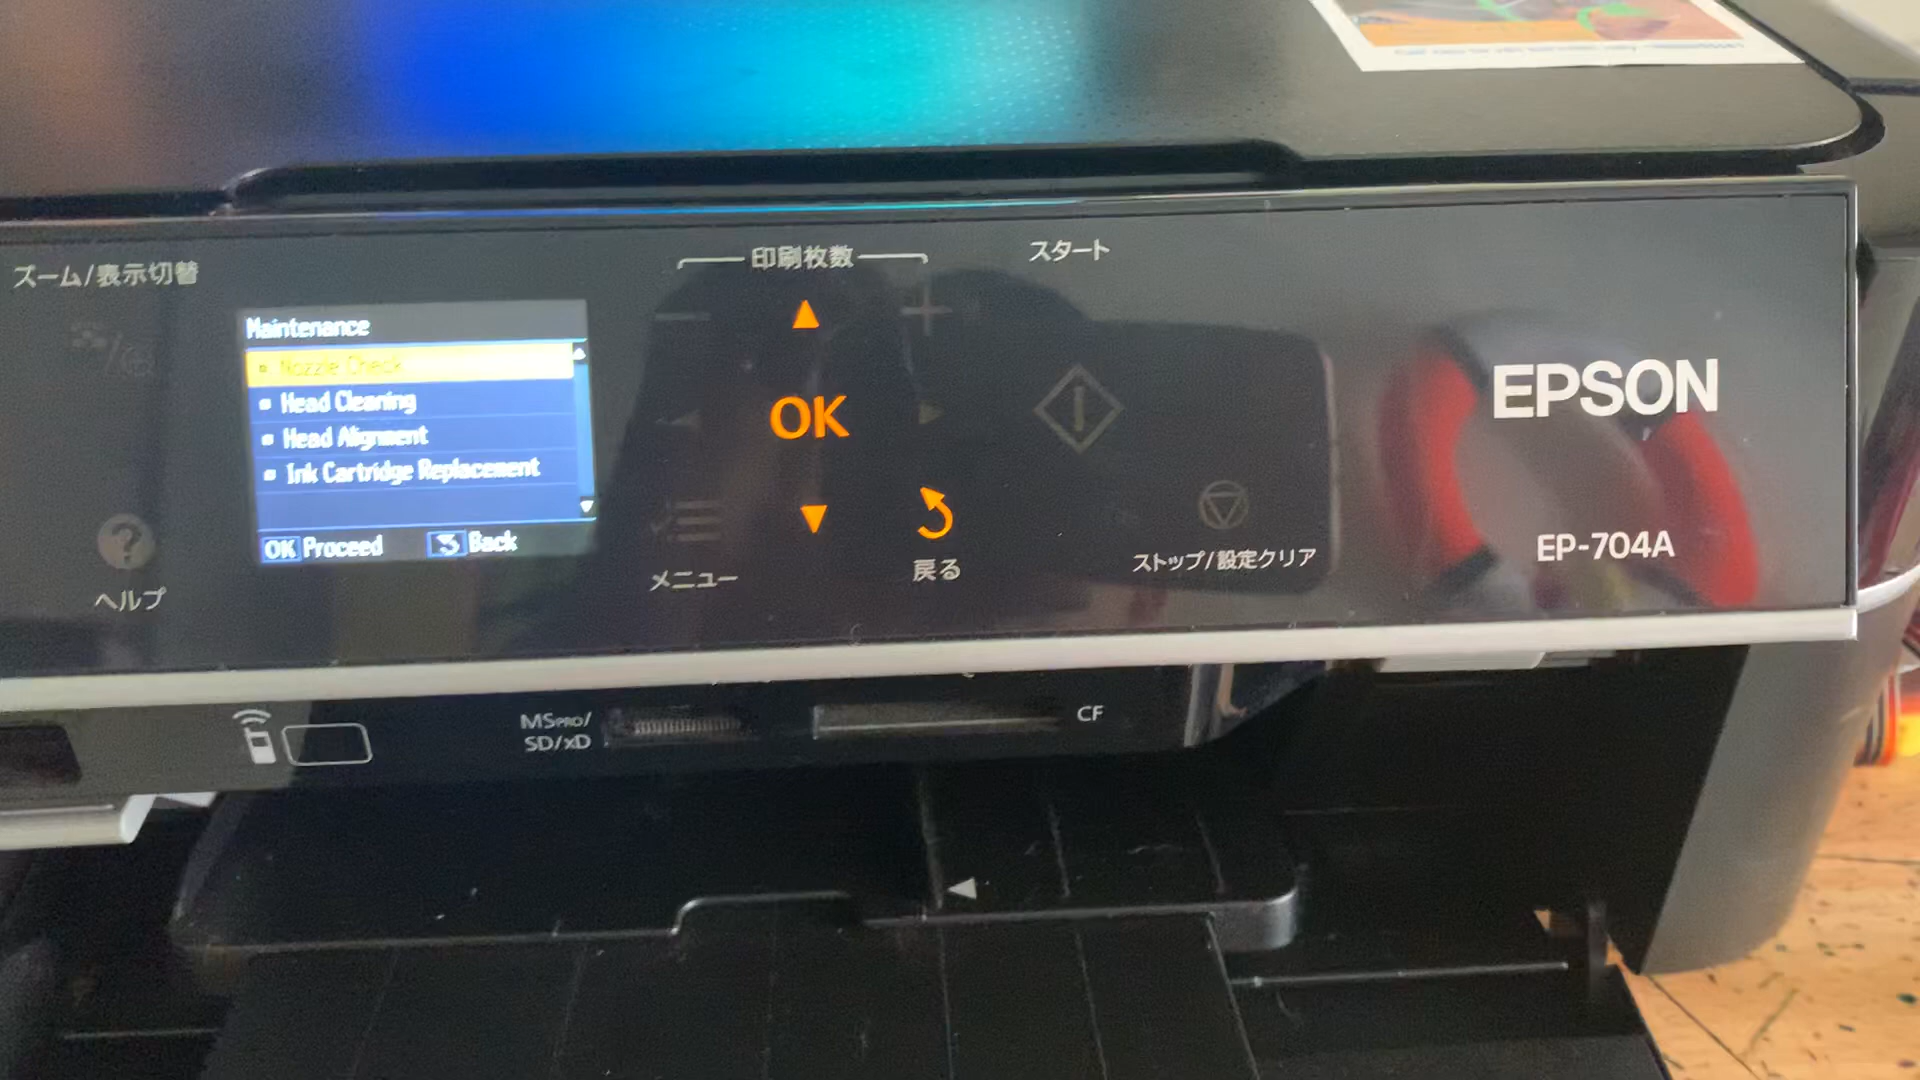 ズーム/表示切替
印刷枚数
スタート
Maintenance
Nozzle Check
Head Cleaning
Head Alignment
Ink Cartridge Replacement
OK Proceed
Back
OK
EPSON
EP-704A
ヘルプ
メニュー
戻る
ストップ/設定クリア
MSPRO/
SD/xD
CF